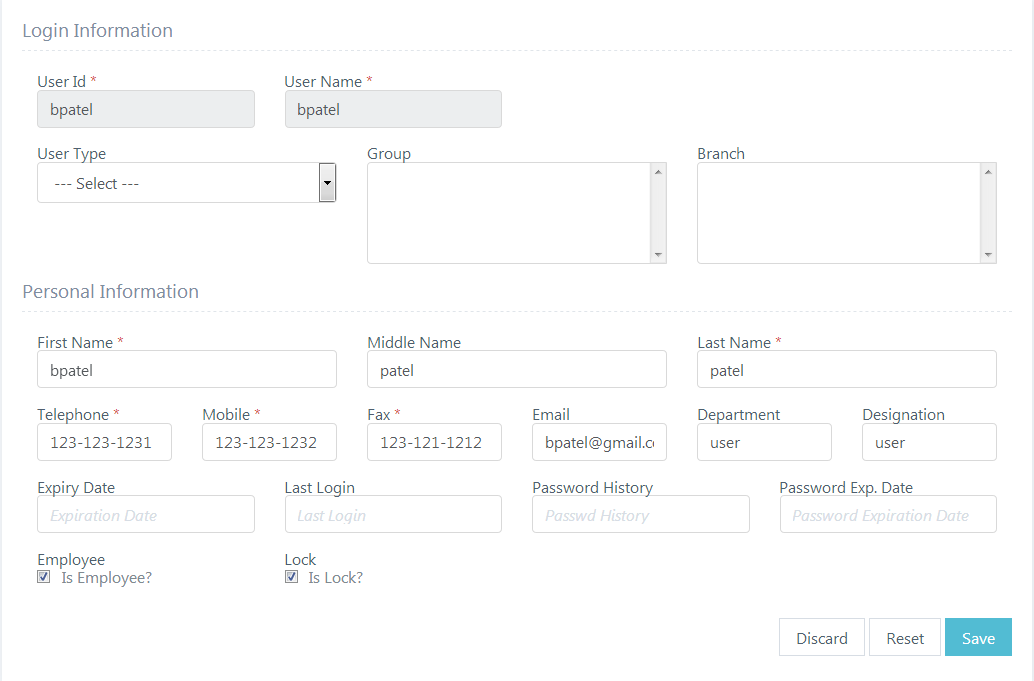 Login Information
User Id * User Name *
bpatel bpatel
User Type Group Branch
--- Select ---
Personal Information
First Name * Middle Name Last Name *
bpatel patel patel
Telephone * Mobile * Fax * Email Department Designation
123-123-1231 123-123-1232 123-121-1212 bpatel@gmail.c user user
Expiry Date Last Login Password History Password Exp. Date
Expiration Date Last Login Passwd History Password Expiration Date
Employee Lock
Is Employee? Is Lock?
Discard Reset Save